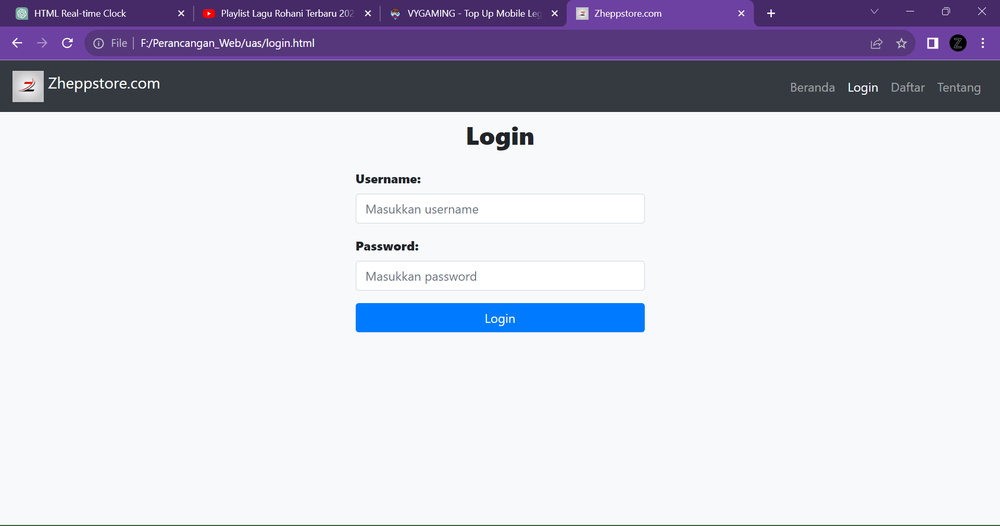 HTML Real-time Clock
Playlist Lagu Rohani Terbaru 202
VYGAMING - Top Up Mobile Leg
Zheppstore.com
File
F:/Perancangan_Web/uas/login.html
Z
Zheppstore.com
Beranda Login Daftar Tentang
Login
Username:
Masukkan username
Password:
Masukkan password
Login